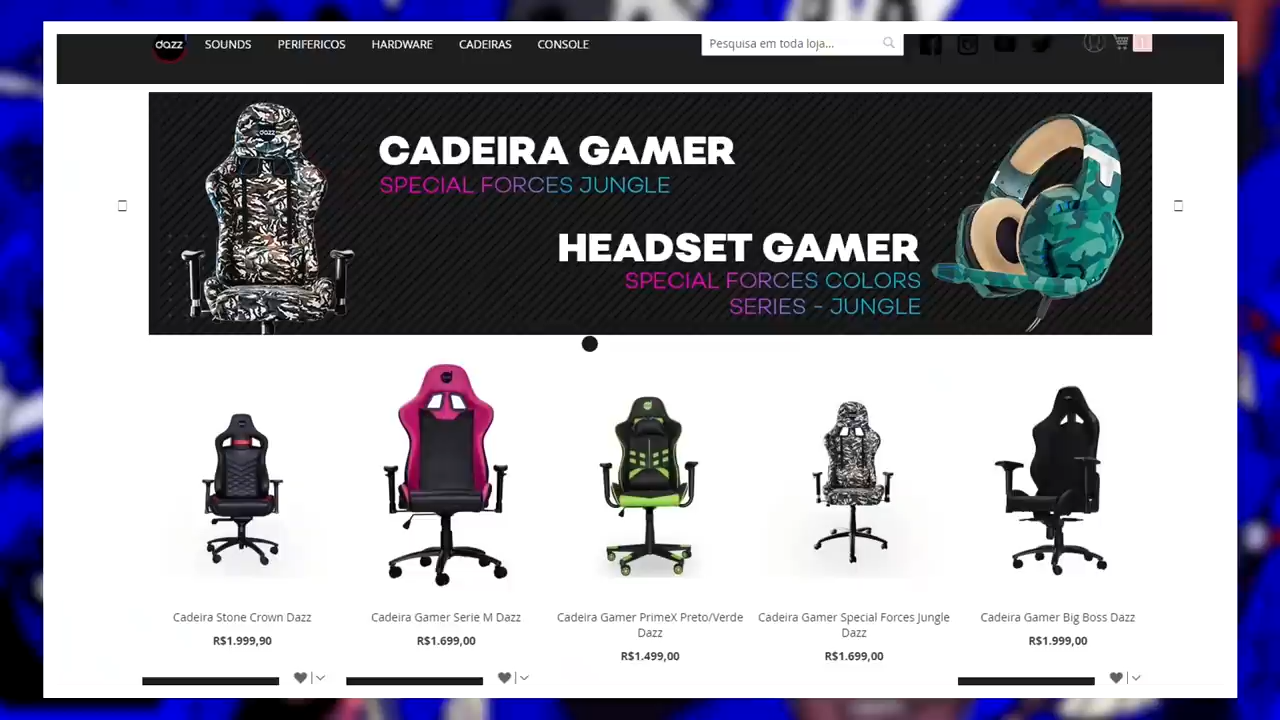 dazz SOUNDS PERIFERICOS HARDWARE CADEIRAS CONSOLE Pesquisa em toda loja...
dazz
CADEIRA GAMER
SPECIAL FORCES JUNGLE
HEADSET GAMER
SPECIAL FORCES COLORS
SERIES - JUNGLE
Cadeira Stone Crown Dazz
R$1.999,90
Cadeira Gamer Serie M Dazz
R$1.699,00
Cadeira Gamer PrimeX Preto/Verde
Dazz
R$1.499,00
Cadeira Gamer Special Forces Jungle
Dazz
R$1.699,00
Cadeira Gamer Big Boss Dazz
R$1.999,00